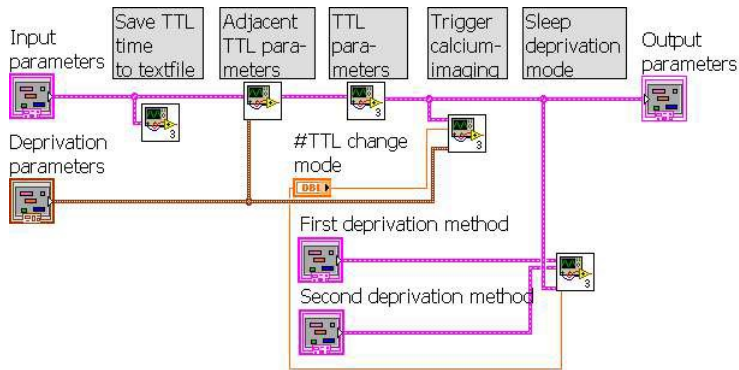 Input
parameters
Save TTL
time
to textfile
Adjacent
TTL para-
meters
TTL
para-
meters
Trigger
calcium-
imaging
Sleep
deprivation
mode
Output
parameters
3
3
3
3
Deprivation
parameters
#TTL change
mode
DBL
First deprivation method
Second deprivation method
3